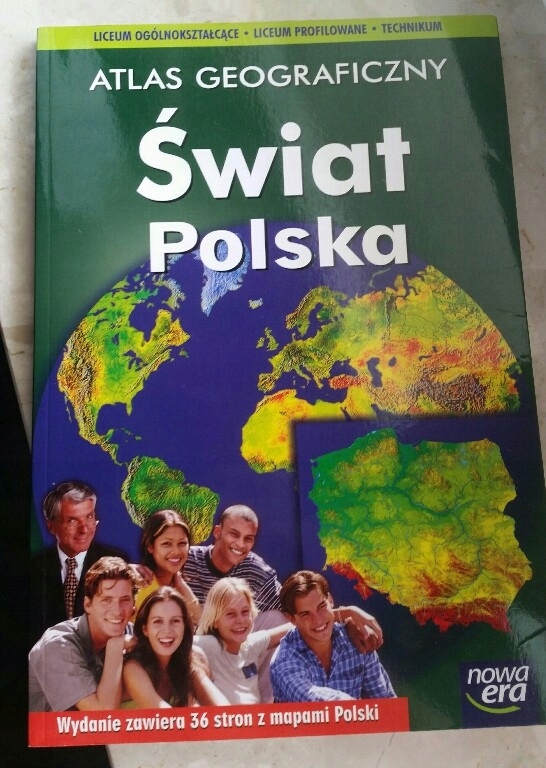 LICEUM OGÓLNOKSZTAŁCĄCE • LICEUM PROFILOWANE • TECHNIKUM
ATLAS GEOGRAFICZNY
Świat
Polska
nowa
era
Wydanie zawiera 36 stron z mapami Polski